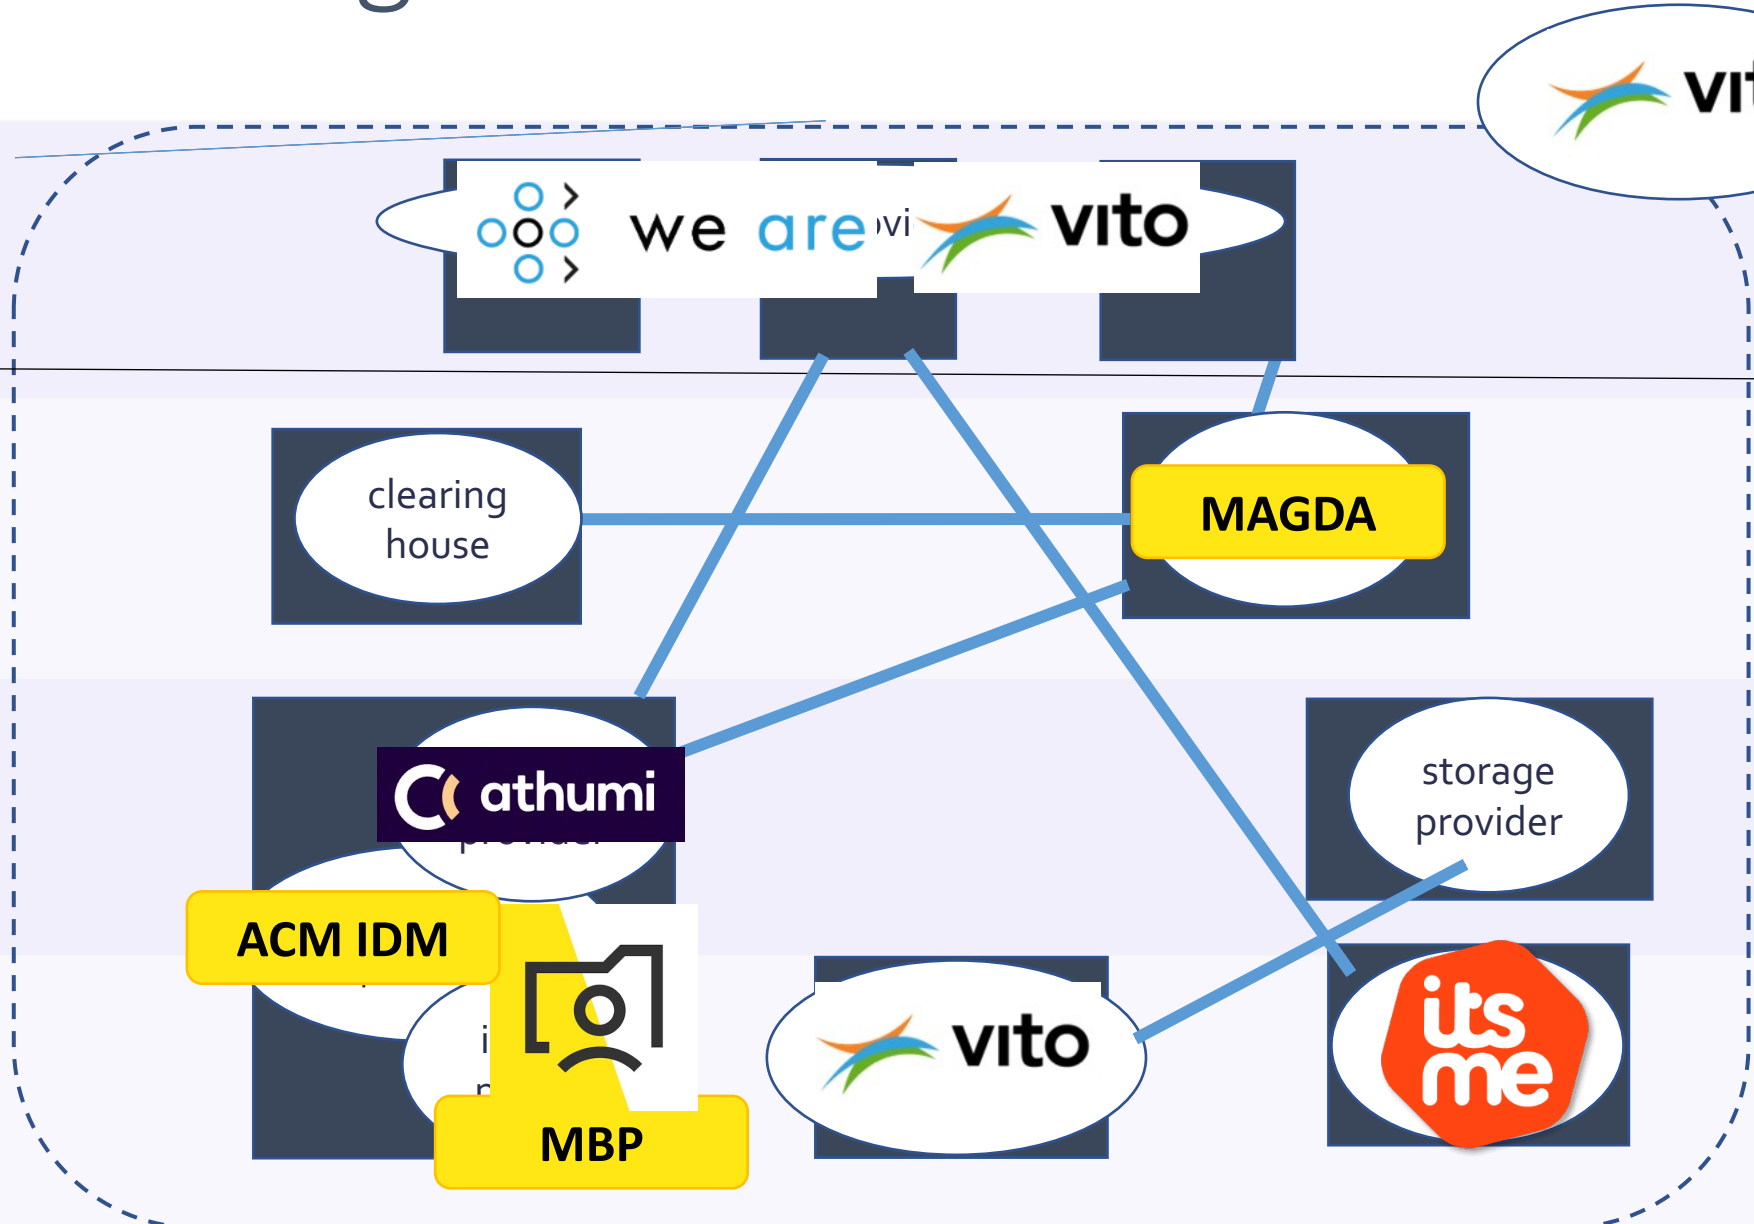 we are
vito
clearing
house
MAGDA
athumi
storage
provider
ACM IDM
vito
its
me
MBP